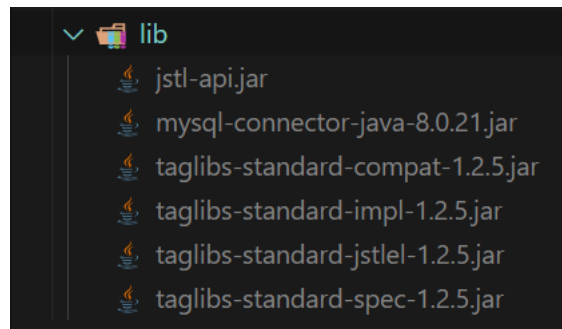 lib
jstl-api.jar
mysql-connector-java-8.0.21.jar
taglibs-standard-compat-1.2.5.jar
taglibs-standard-impl-1.2.5.jar
taglibs-standard-jstlel-1.2.5.jar
taglibs-standard-spec-1.2.5.jar